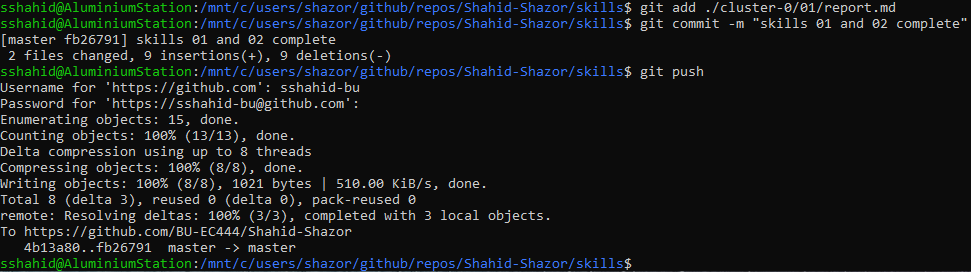 sshahid@AluminiumStation:/mnt/c/users/shazor/github/repos/Shahid-Shazor/skills$ git add ./cluster-0/01/report.md
sshahid@AluminiumStation:/mnt/c/users/shazor/github/repos/Shahid-Shazor/skills$ git commit -m "skills 01 and 02 complete"
[master fb26791] skills 01 and 02 complete
 2 files changed, 9 insertions(+), 9 deletions(-)
sshahid@AluminiumStation:/mnt/c/users/shazor/github/repos/Shahid-Shazor/skills$ git push
Username for 'https://github.com': sshahid-bu
Password for 'https://sshahid-bu@github.com':
Enumerating objects: 15, done.
Counting objects: 100% (13/13), done.
Delta compression using up to 8 threads
Compressing objects: 100% (8/8), done.
Writing objects: 100% (8/8), 1021 bytes | 510.00 KiB/s, done.
Total 8 (delta 3), reused 0 (delta 0), pack-reused 0
remote: Resolving deltas: 100% (3/3), completed with 3 local objects.
To https://github.com/BU-EC444/Shahid-Shazor
   4b13a80..fb26791  master -> master
sshahid@AluminiumStation:/mnt/c/users/shazor/github/repos/Shahid-Shazor/skills$